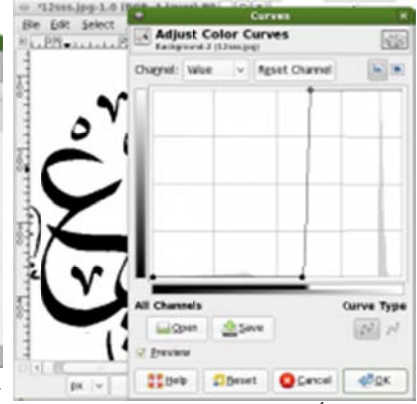 *12sss.jpg-1.0
File Edit Select
Curves
Adjust Color Curves
Background-2 (12sss.jpg)
Channel: Value Reset Channel
All Channels Curve Type
Open Save
Preview
px
Help Reset Cancel OK